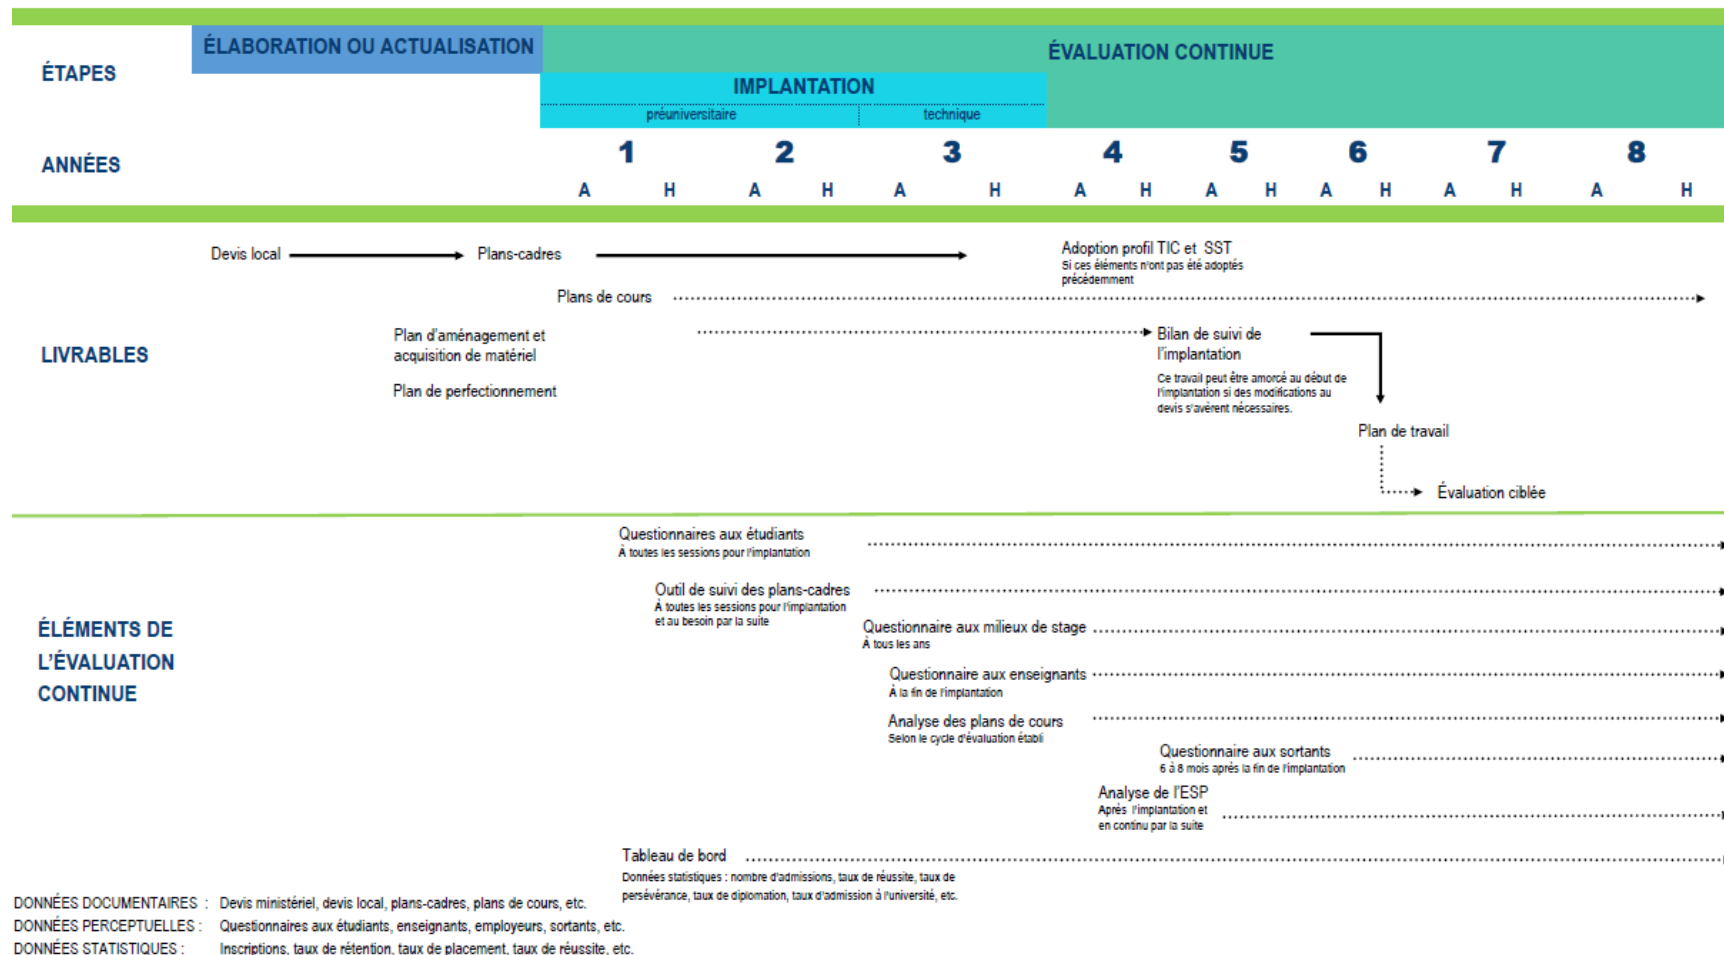 ÉTAPES
ÉLABORATION OU ACTUALISATION
ÉVALUATION CONTINUE
IMPLANTATION
préuniversitaire
technique
ANNÉES
1 2 3 4 5 6 7 8
A H A H A H A H A H A H A H A H
LIVRABLES
Devis local
Plans-cadres
Adoption profil TIC et SST
Si ces éléments n'ont pas été adoptés
précédemment
Plans de cours
Plan d'aménagement et
acquisition de matériel
Plan de perfectionnement
Bilan de suivi de
l'implantation
Ce travail peut être amorcé au début de
l'implantation si des modifications au
devis s'avèrent nécessaires.
Plan de travail
Évaluation ciblée
ÉLÉMENTS DE
L'ÉVALUATION
CONTINUE
Questionnaires aux étudiants
À toutes les sessions pour l'implantation
Outil de suivi des plans-cadres
À toutes les sessions pour l'implantation
et au besoin par la suite
Questionnaire aux milieux de stage
À tous les ans
Questionnaire aux enseignants
À la fin de l'implantation
Analyse des plans de cours
Selon le cycle d'évaluation établi
Questionnaire aux sortants
6 à 8 mois après la fin de l'implantation
Analyse de l'ESP
Après l'implantation et
en continu par la suite
Tableau de bord
Données statistiques : nombre d'admissions, taux de réussite, taux de
persévérance, taux de diplomation, taux d'admission à l'université, etc.
DONNÉES DOCUMENTAIRES : Devis ministériel, devis local, plans-cadres, plans de cours, etc.
DONNÉES PERCEPTUELLES : Questionnaires aux étudiants, enseignants, employeurs, sortants, etc.
DONNÉES STATISTIQUES : Inscriptions, taux de rétention, taux de placement, taux de réussite, etc.